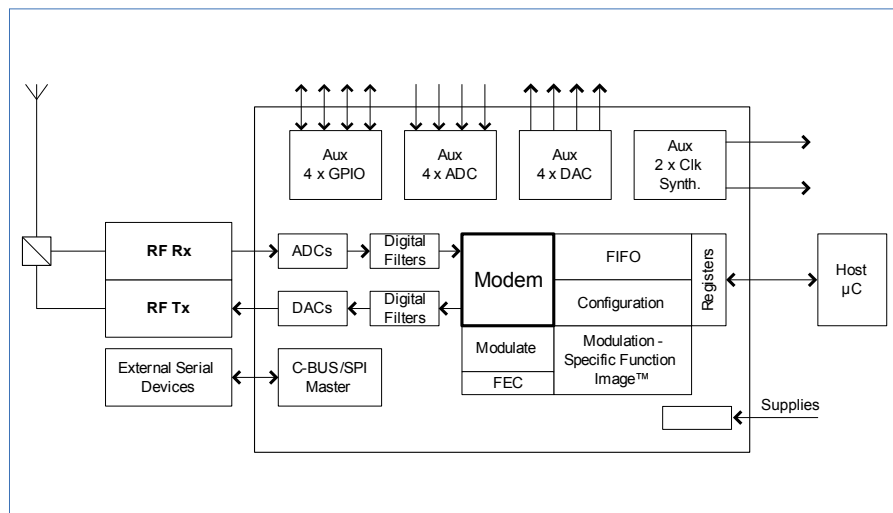 Aux
4 x GPIO
Aux
4 x ADC
Aux
4 x DAC
Aux
2 x Clk
Synth.
RF Rx
ADCs
Digital
Filters
Modem
FIFO
Registers
Host
µC
RF Tx
DACs
Digital
Filters
Configuration
External Serial
Devices
C-BUS/SPI
Master
Modulate
FEC
Modulation -
Specific Function
Image™
Supplies